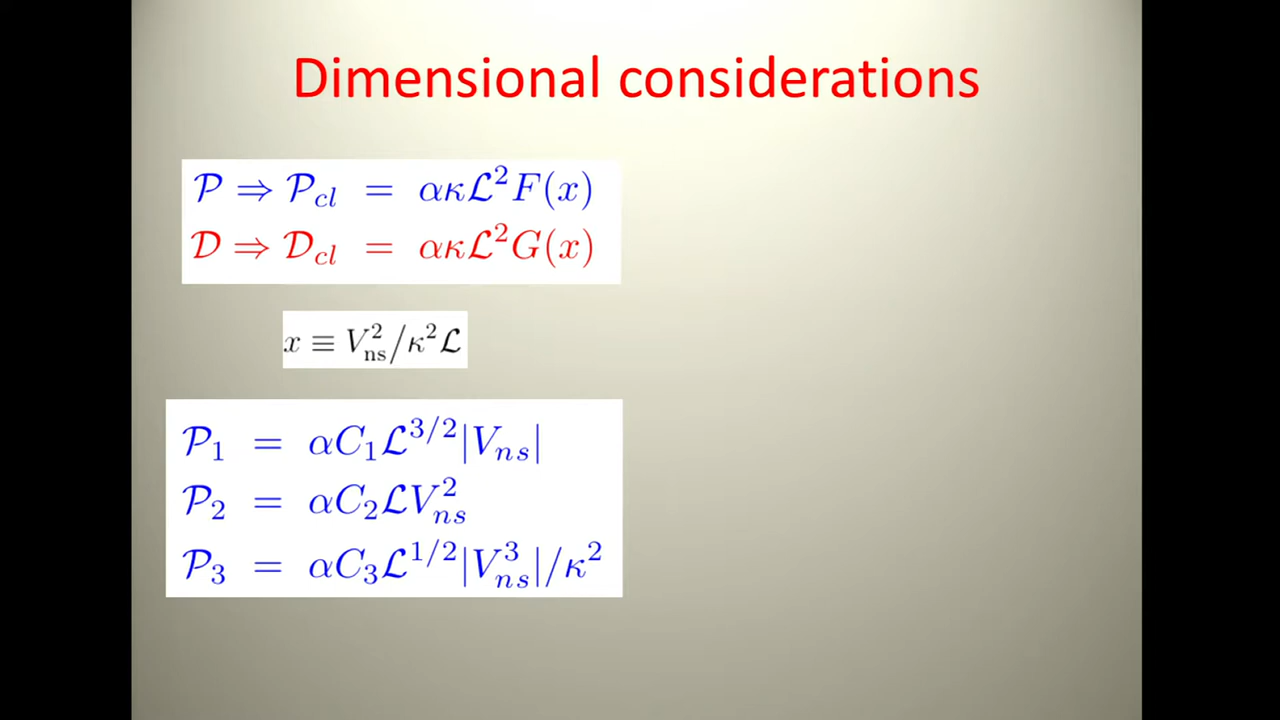 Dimensional considerations
𝒫 ⇒ 𝒫_cl = ακℒ²F(x)
𝒟 ⇒ 𝒟_cl = ακℒ²G(x)
x ≡ V²_ns/κ²ℒ
𝒫₁ = αC₁ℒ^{3/2}|V_ns|
𝒫₂ = αC₂ℒV²_ns
𝒫₃ = αC₃ℒ^{1/2}|V³_ns|/κ²